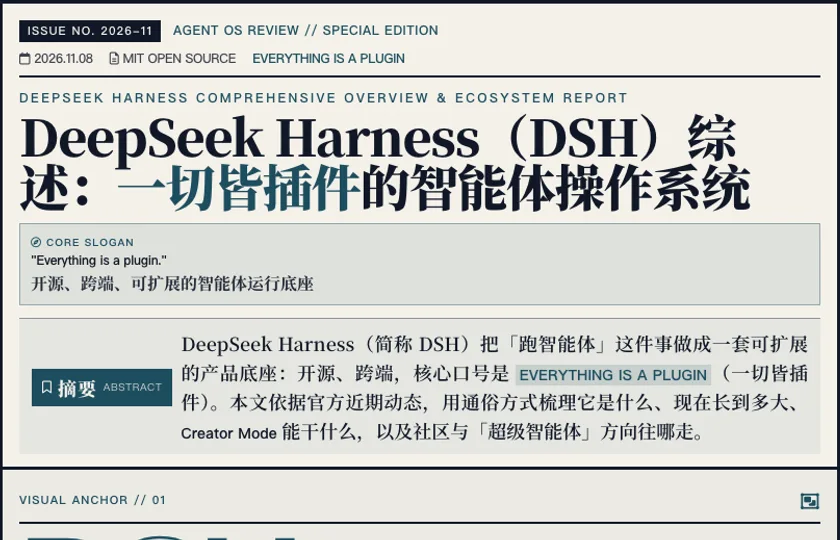 ISSUE NO. 2026-11 AGENT OS REVIEW // SPECIAL EDITION
2026.11.08 MIT OPEN SOURCE EVERYTHING IS A PLUGIN
DEEPSEEK HARNESS COMPREHENSIVE OVERVIEW & ECOSYSTEM REPORT
DeepSeek Harness（DSH）综
述：一切皆插件的智能体操作系统
CORE SLOGAN
"Everything is a plugin."
开源、跨端、可扩展的智能体运行底座
摘要 ABSTRACT
DeepSeek Harness（简称 DSH）把「跑智能体」这件事做成一套可扩展
的产品底座：开源、跨端，核心口号是 EVERYTHING IS A PLUGIN（一切皆插
件）。本文依据官方近期动态，用通俗方式梳理它是什么、现在长到多大、
Creator Mode 能干什么，以及社区与「超级智能体」方向往哪走。
VISUAL ANCHOR // 01